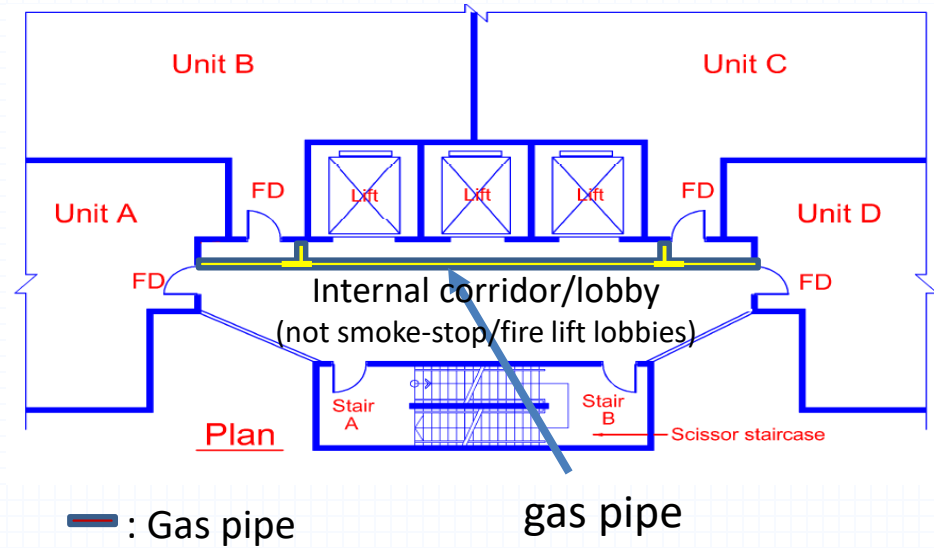 Unit B
Unit C
Lift
Lift
Lift
FD
FD
Unit A
Unit D
FD
FD
Internal corridor/lobby
(not smoke-stop/fire lift lobbies)
Stair
A
Stair
B
Plan
Scissor staircase
: Gas pipe
gas pipe